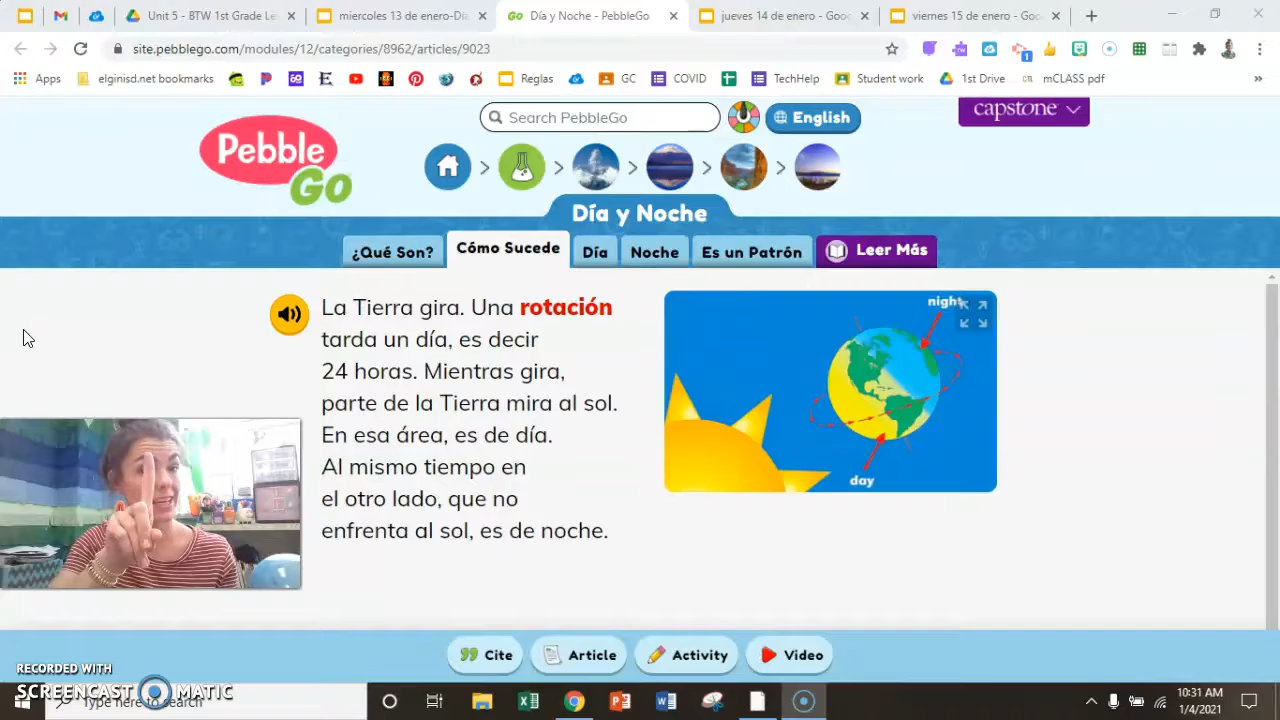 Unit 5 - BTW 1st Grade Le
miercoles 13 de enero-Día
Día y Noche - PebbleGo
jueves 14 de enero - Goog
viernes 15 de enero - Goo
site.pebblego.com/modules/12/categories/8962/articles/9023
Apps
elginisd.net bookmarks
Reglas
GC
COVID
TechHelp
Student work
1st Drive
mCLASS pdf
Search PebbleGo
English
capstone
Pebble
Go
Día y Noche
¿Qué Son?
Cómo Sucede
Día
Noche
Es un Patrón
Leer Más
La Tierra gira. Una rotación
tarda un día, es decir
24 horas. Mientras gira,
parte de la Tierra mira al sol.
En esa área, es de día.
Al mismo tiempo en
el otro lado, que no
enfrenta al sol, es de noche.
night
day
Cite
Article
Activity
Video
RECORDED WITH
SCREENCAST MATIC
Type here to search
10:31 AM
1/4/2021